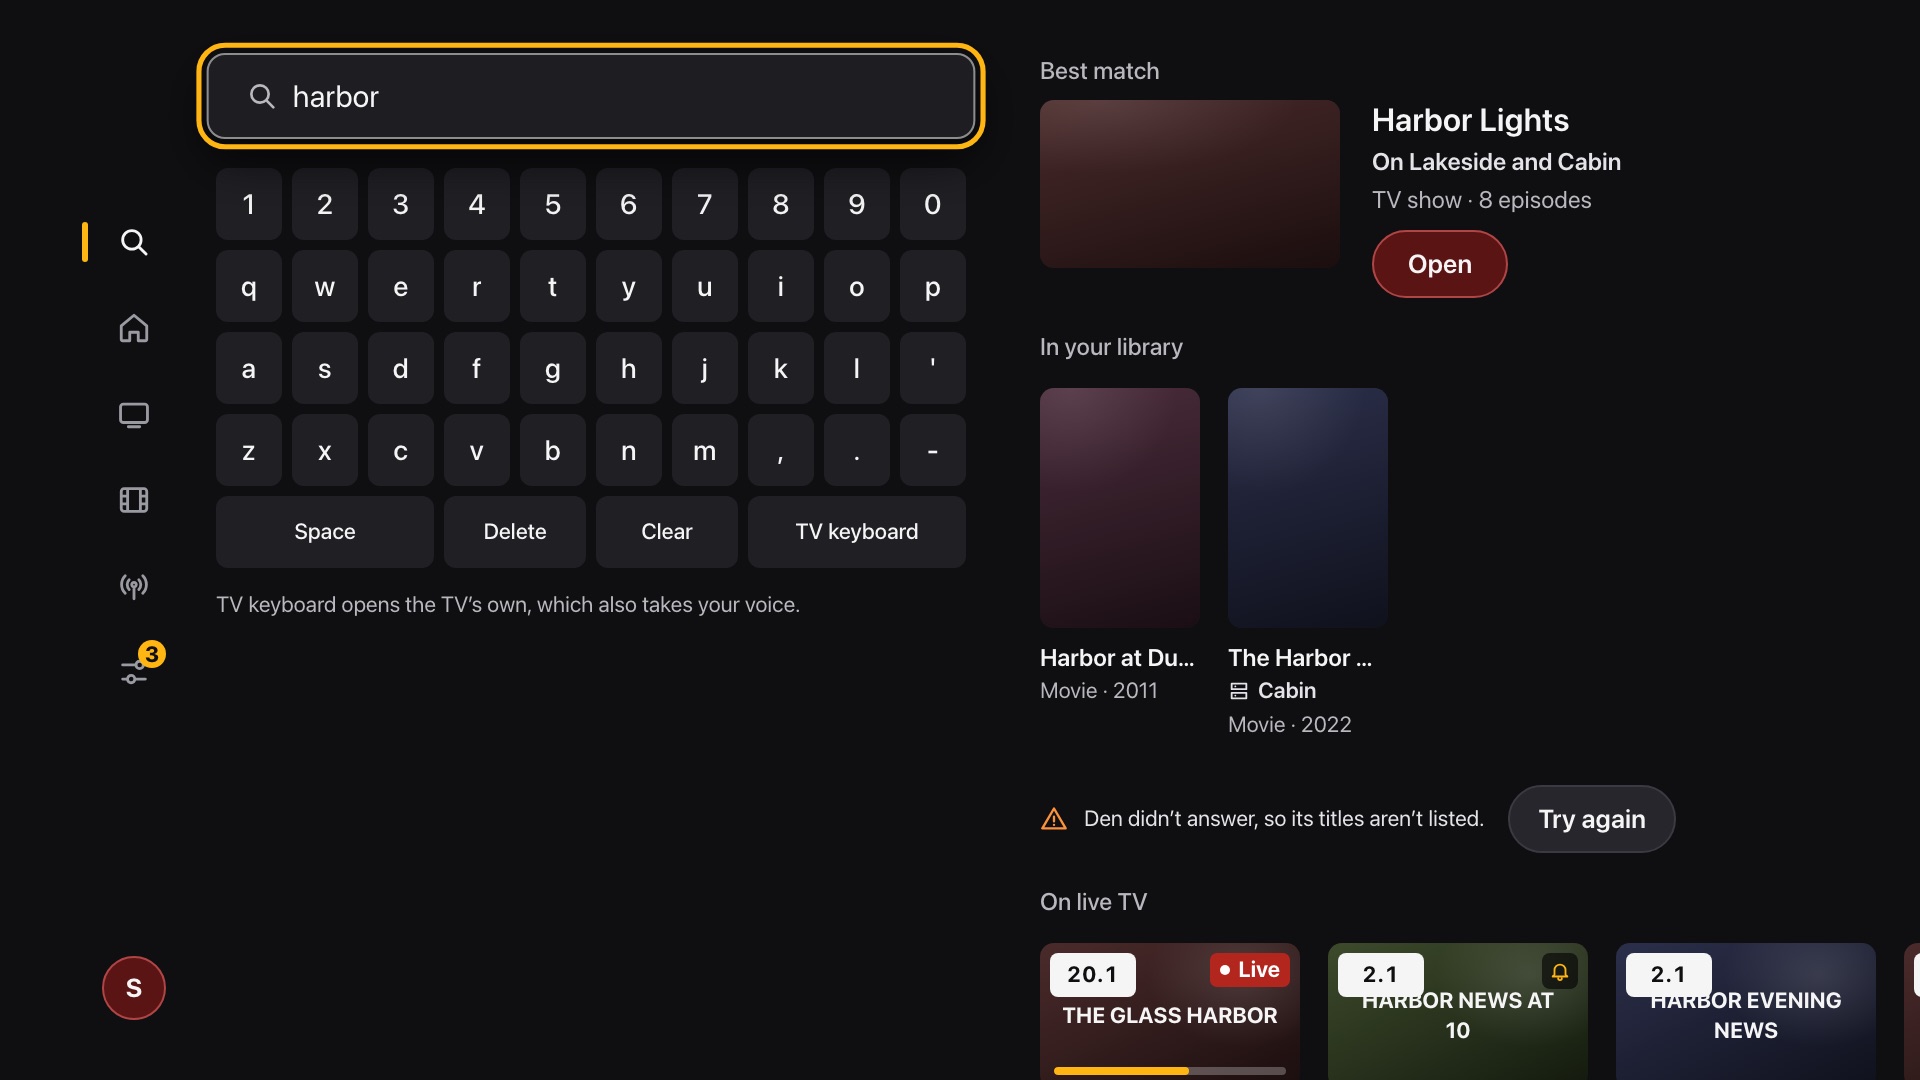 harbor
1 2 3 4 5 6 7 8 9 0
q w e r t y u i o p
a s d f g h j k l '
z x c v b n m , . -
Space Delete Clear TV keyboard
TV keyboard opens the TV’s own, which also takes your voice.
3
S
Best match
Harbor Lights
On Lakeside and Cabin
TV show · 8 episodes
Open
In your library
Harbor at Du...
Movie · 2011
The Harbor ...
Cabin
Movie · 2022
Den didn’t answer, so its titles aren’t listed.
Try again
On live TV
20.1
Live
THE GLASS HARBOR
2.1
HARBOR NEWS AT
10
2.1
HARBOR EVENING
NEWS